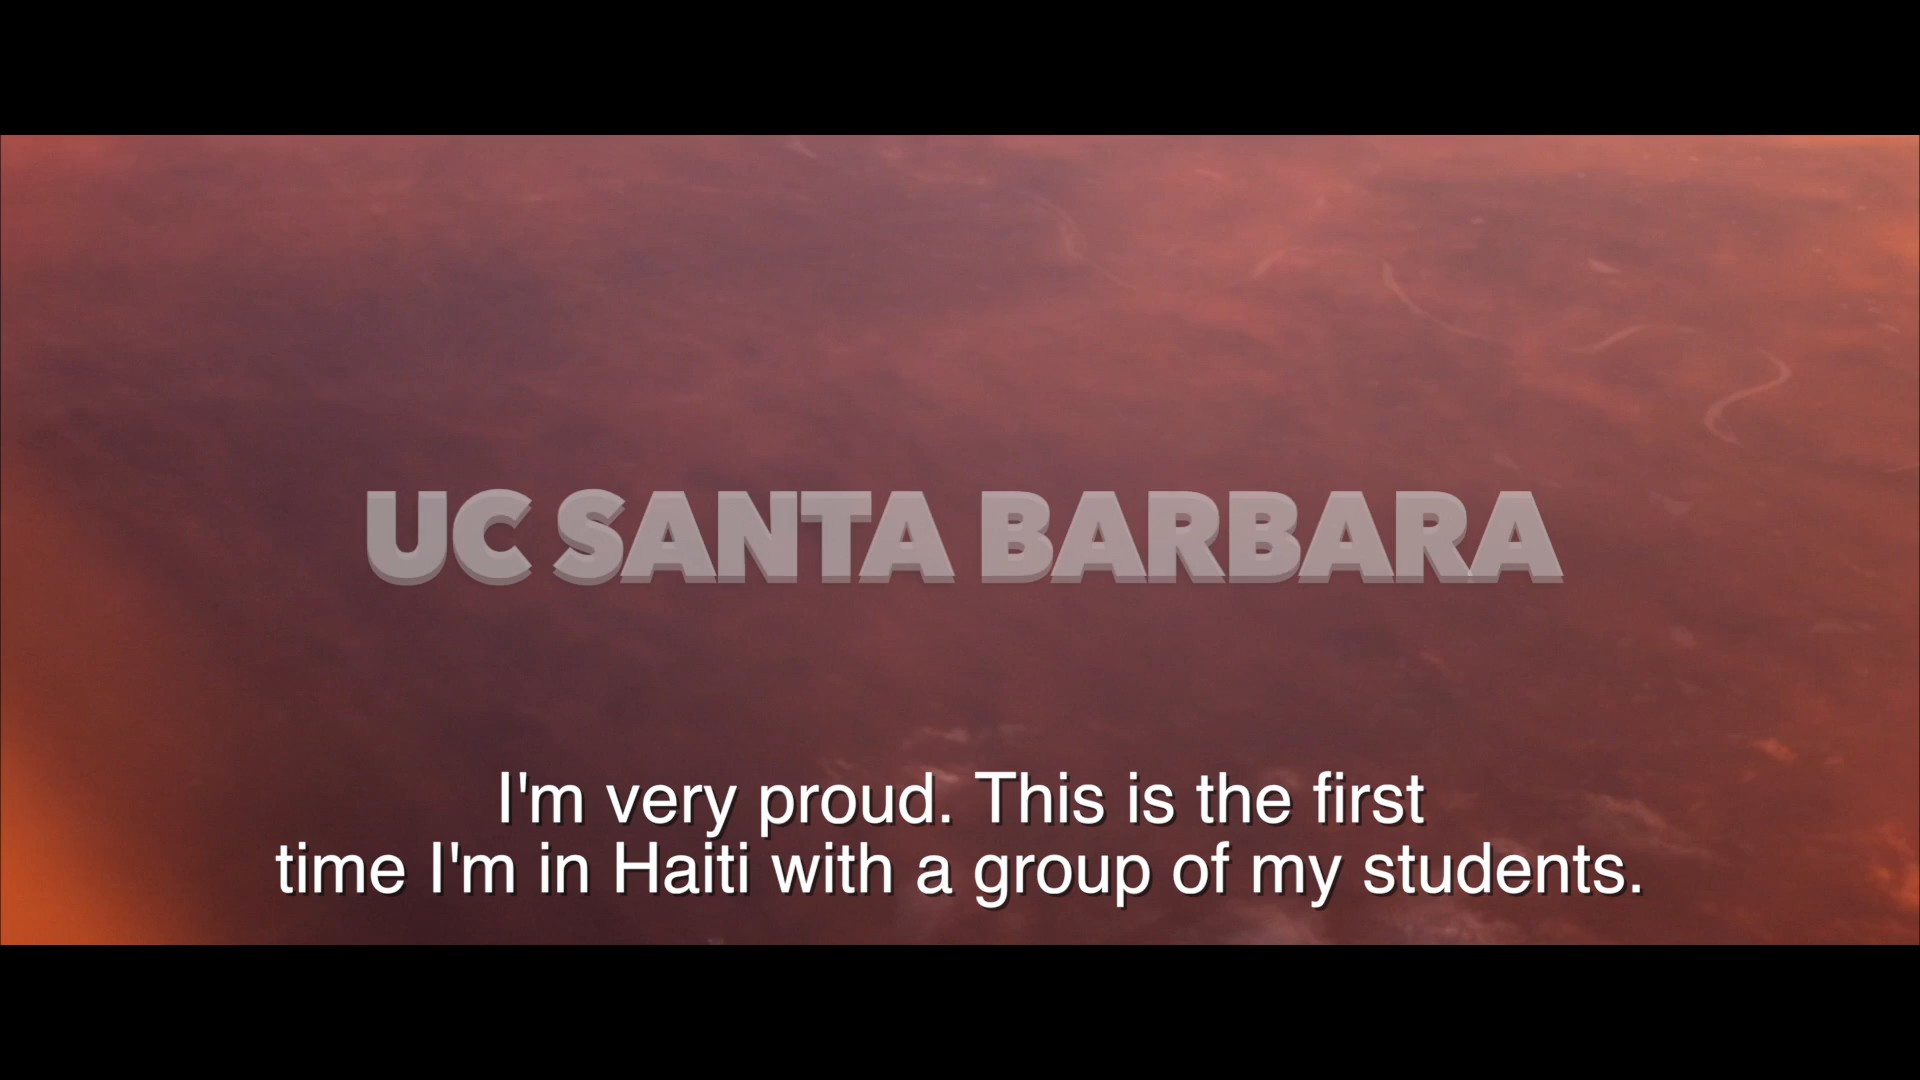 UC SANTA BARBARA
I'm very proud. This is the first
time I'm in Haiti with a group of my students.